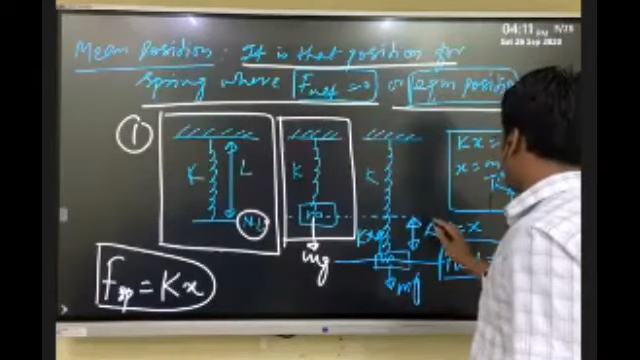 04:11 PM
Sat 26 Sep 2020
Mean position: It is that position for
spring where Fnet = 0 or eqm position
①
K L
N.L
K
m
mg
K
Kx
mg
Fsp = Kx
Kx =
x = m
K
= x